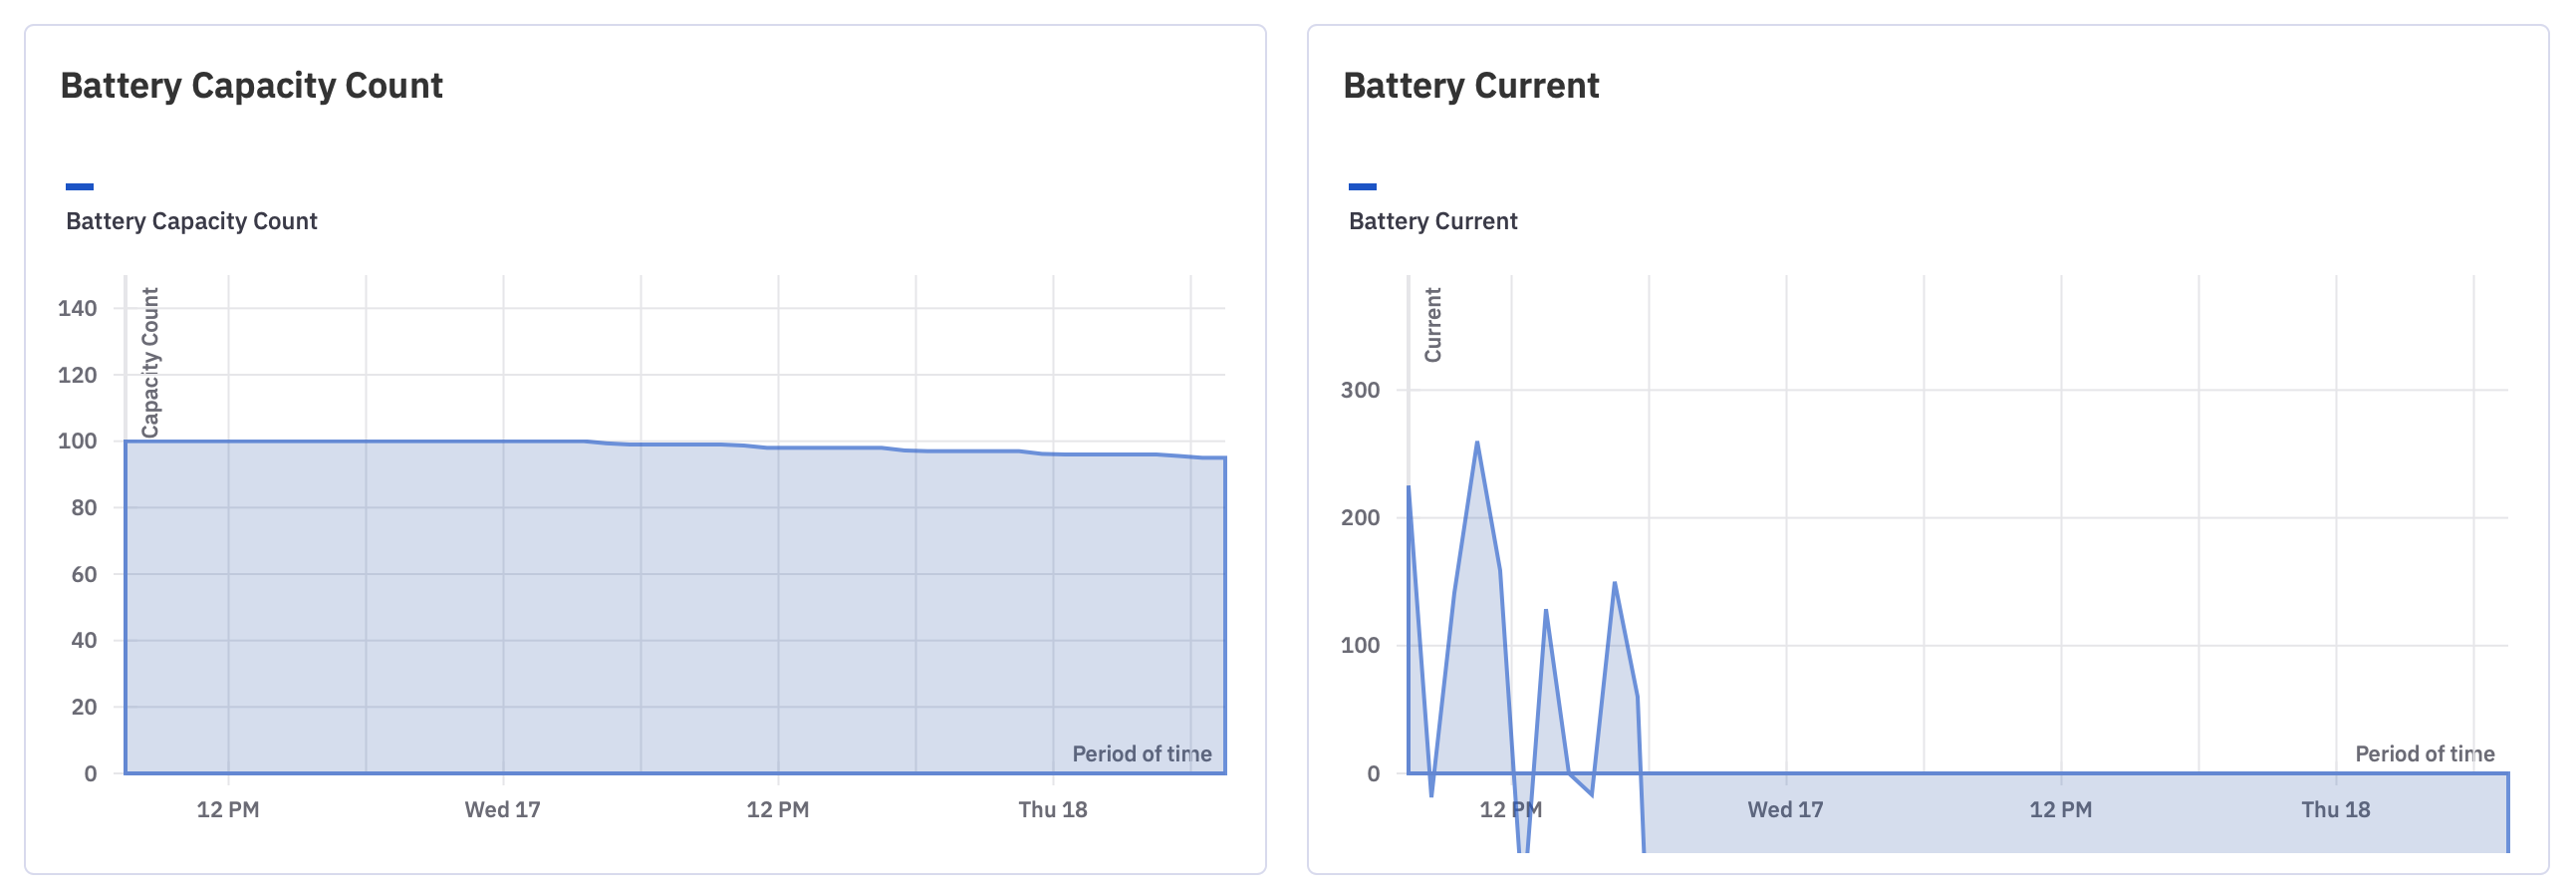 Battery Capacity Count
Battery Capacity Count
Capacity Count
140
120
100
80
60
40
20
0
Period of time
12 PM
Wed 17
12 PM
Thu 18
Battery Current
Battery Current
Current
300
200
100
0
Period of time
12 PM
Wed 17
12 PM
Thu 18